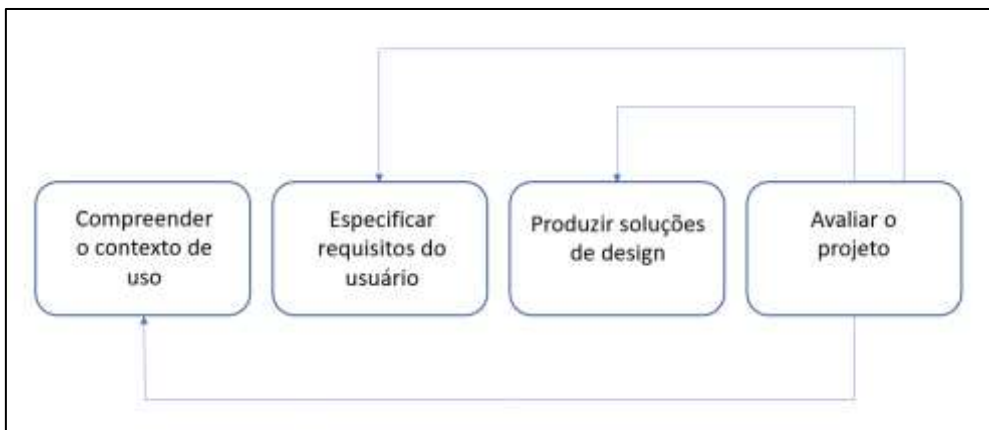 Compreender
o contexto de
uso
Especificar
requisitos do
usuário
Produzir soluções
de design
Avaliar o
projeto